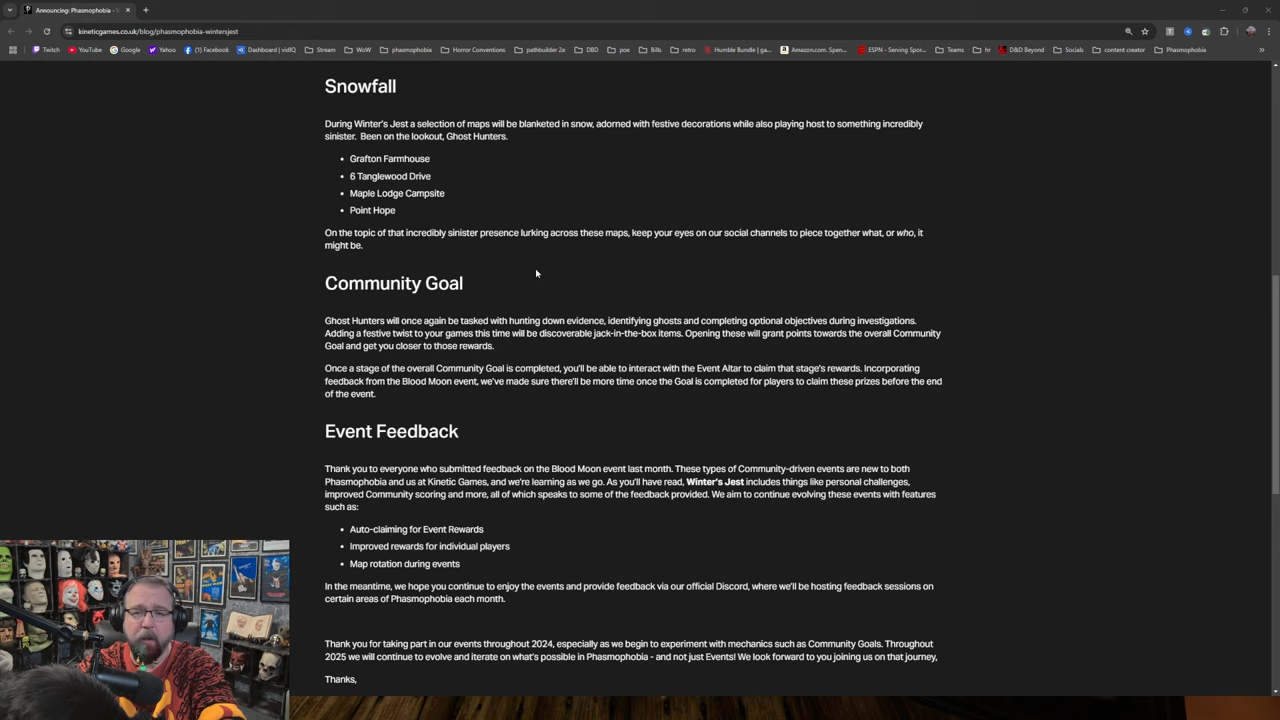 Announcing: Phasmophobia - W
kineticgames.co.uk/blog/phasmophobia-wintersjest
Twitch YouTube Google Yahoo (1) Facebook Dashboard | vidIQ Stream WoW phasmophobia Horror Conventions pathbuilder 2e DBD poe Bills retro Humble Bundle | ga... Amazon.com. Spen... ESPN - Serving Spor... Teams hr D&D Beyond Socials content creator Phasmophobia
Snowfall
During Winter's Jest a selection of maps will be blanketed in snow, adorned with festive decorations while also playing host to something incredibly
sinister. Been on the lookout, Ghost Hunters.
• Grafton Farmhouse
• 6 Tanglewood Drive
• Maple Lodge Campsite
• Point Hope
On the topic of that incredibly sinister presence lurking across these maps, keep your eyes on our social channels to piece together what, or who, it
might be.
Community Goal
Ghost Hunters will once again be tasked with hunting down evidence, identifying ghosts and completing optional objectives during investigations.
Adding a festive twist to your games this time will be discoverable jack-in-the-box items. Opening these will grant points towards the overall Community
Goal and get you closer to those rewards.
Once a stage of the overall Community Goal is completed, you'll be able to interact with the Event Altar to claim that stage's rewards. Incorporating
feedback from the Blood Moon event, we've made sure there'll be more time once the Goal is completed for players to claim these prizes before the end
of the event.
Event Feedback
Thank you to everyone who submitted feedback on the Blood Moon event last month. These types of Community-driven events are new to both
Phasmophobia and us at Kinetic Games, and we're learning as we go. As you'll have read, Winter's Jest includes things like personal challenges,
improved Community scoring and more, all of which speaks to some of the feedback provided. We aim to continue evolving these events with features
such as:
• Auto-claiming for Event Rewards
• Improved rewards for individual players
• Map rotation during events
In the meantime, we hope you continue to enjoy the events and provide feedback via our official Discord, where we'll be hosting feedback sessions on
certain areas of Phasmophobia each month.
Thank you for taking part in our events throughout 2024, especially as we begin to experiment with mechanics such as Community Goals. Throughout
2025 we will continue to evolve and iterate on what's possible in Phasmophobia - and not just Events! We look forward to you joining us on that journey,
Thanks,